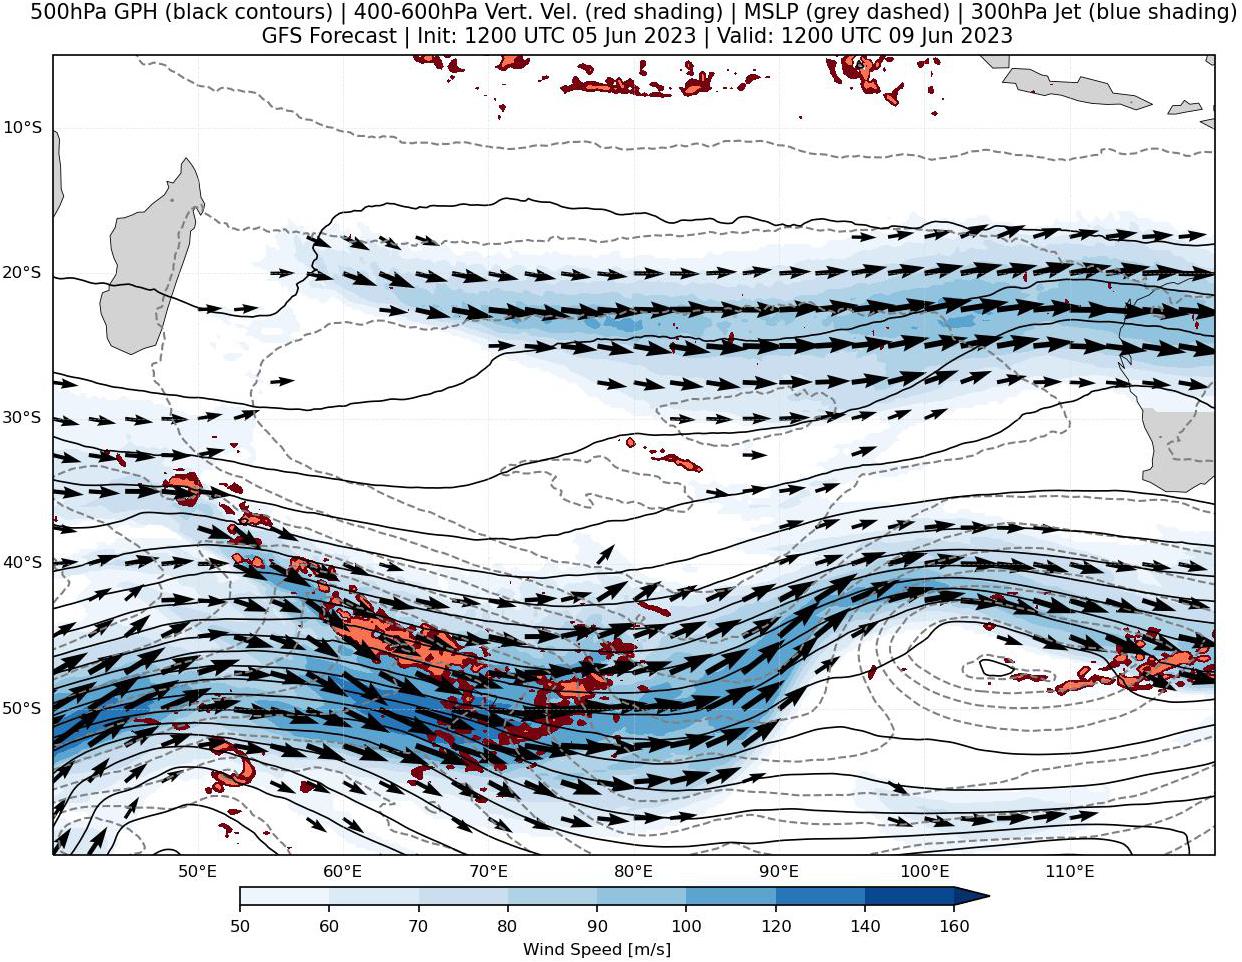 500hPa GPH (black contours) | 400-600hPa Vert. Vel. (red shading) | MSLP (grey dashed) | 300hPa Jet (blue shading)
GFS Forecast | Init: 1200 UTC 05 Jun 2023 | Valid: 1200 UTC 09 Jun 2023
10°S
20°S
30°S
40°S
50°S
50°E 60°E 70°E 80°E 90°E 100°E 110°E
50 60 70 80 90 100 120 140 160
Wind Speed [m/s]